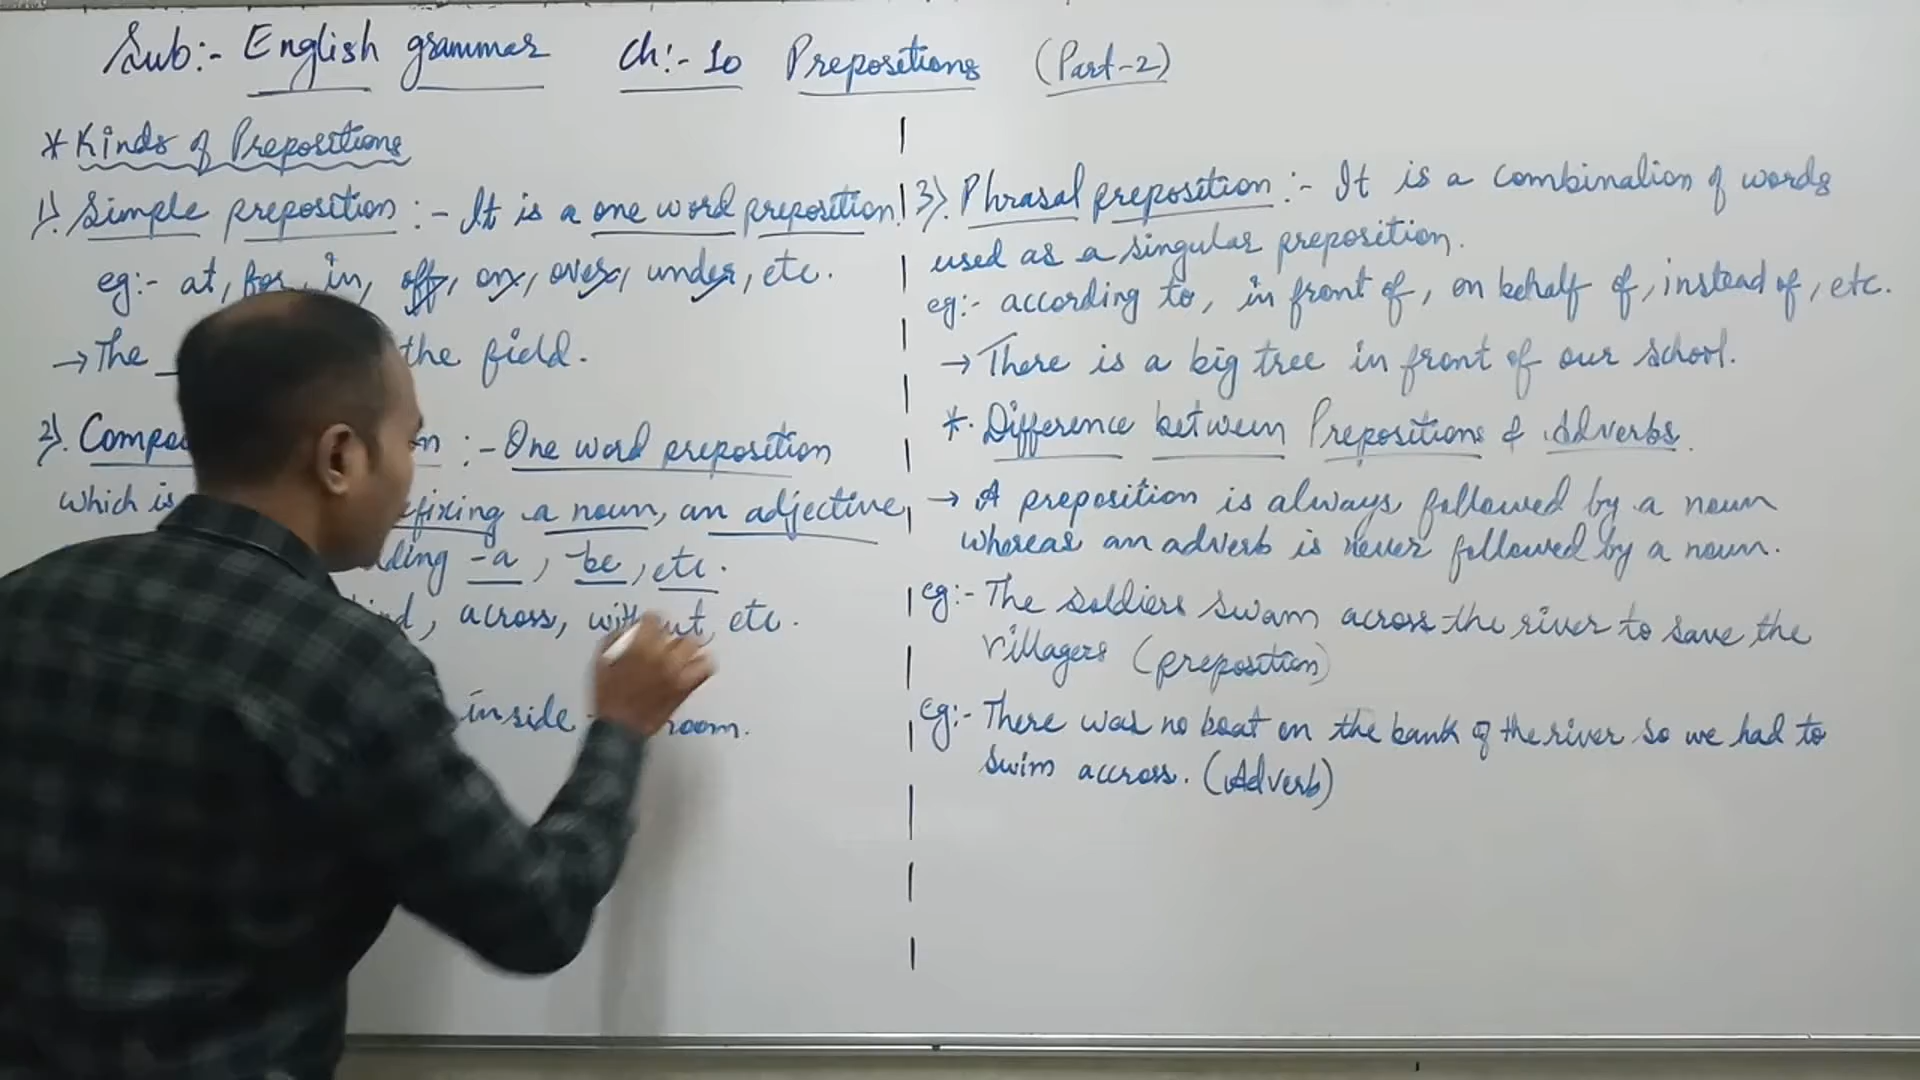 Sub:- English grammar Ch:- 10 Prepositions (Part-2)
* Kinds of Prepositions
1). Simple preposition :- It is a one word preposition.
eg:- at, for, in, off, on, over, under, etc.
→ The the field.
2). :- One word preposition
which is a noun, an adjective,
-a, -be, etc.
across, without, etc.
inside room.
3). Phrasal preposition :- It is a combination of words
used as a singular preposition.
eg:- according to, in front of, on behalf of, instead of, etc.
→ There is a big tree in front of our school.
*. Difference between Prepositions & Adverbs.
→ A preposition is always followed by a noun
whereas an adverb is never followed by a noun.
eg:- The soldiers swam across the river to save the
villagers (preposition)
eg:- There was no boat on the bank of the river so we had to
swim accross. (Adverb)